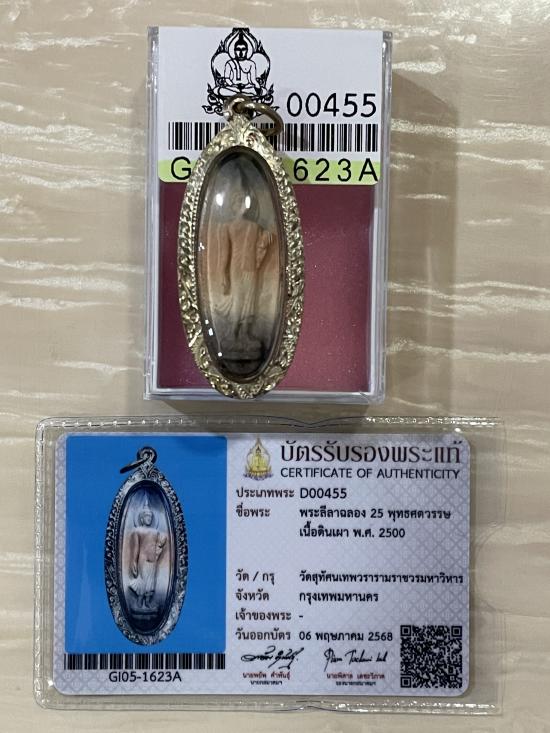 00455
G 1623A
บัตรรับรองพระแท้
CERTIFICATE OF AUTHENTICITY
ประเภทพระ D00455
ชื่อพระ พระลีลาฉลอง 25 พุทธศตวรรษ
เนื้อดินเผา พ.ศ. 2500
วัด / กรุ วัดสุทัศนเทพวรารามราชวรมหาวิหาร
จังหวัด กรุงเทพมหานคร
เจ้าของพระ -
วันออกบัตร 06 พฤษภาคม 2568
GI05-1623A